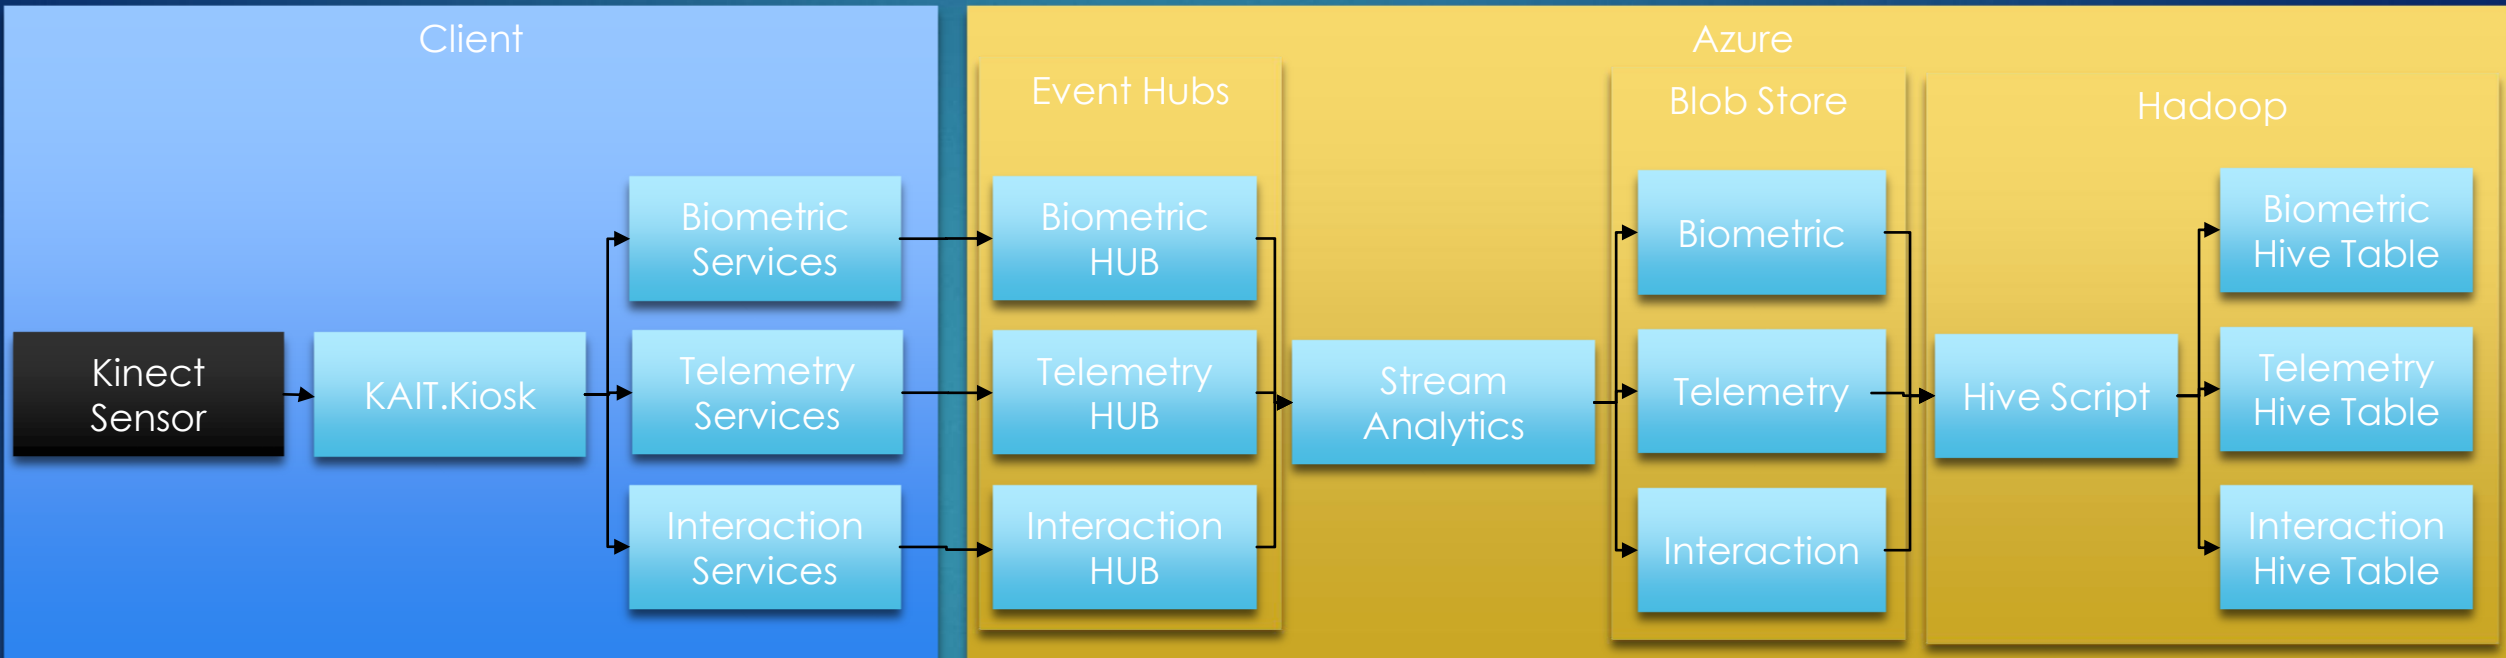 Client
Kinect
Sensor
KAIT.Kiosk
Biometric
Services
Telemetry
Services
Interaction
Services
Azure
Event Hubs
Biometric
HUB
Telemetry
HUB
Interaction
HUB
Stream
Analytics
Blob Store
Biometric
Telemetry
Interaction
Hadoop
Hive Script
Biometric
Hive Table
Telemetry
Hive Table
Interaction
Hive Table